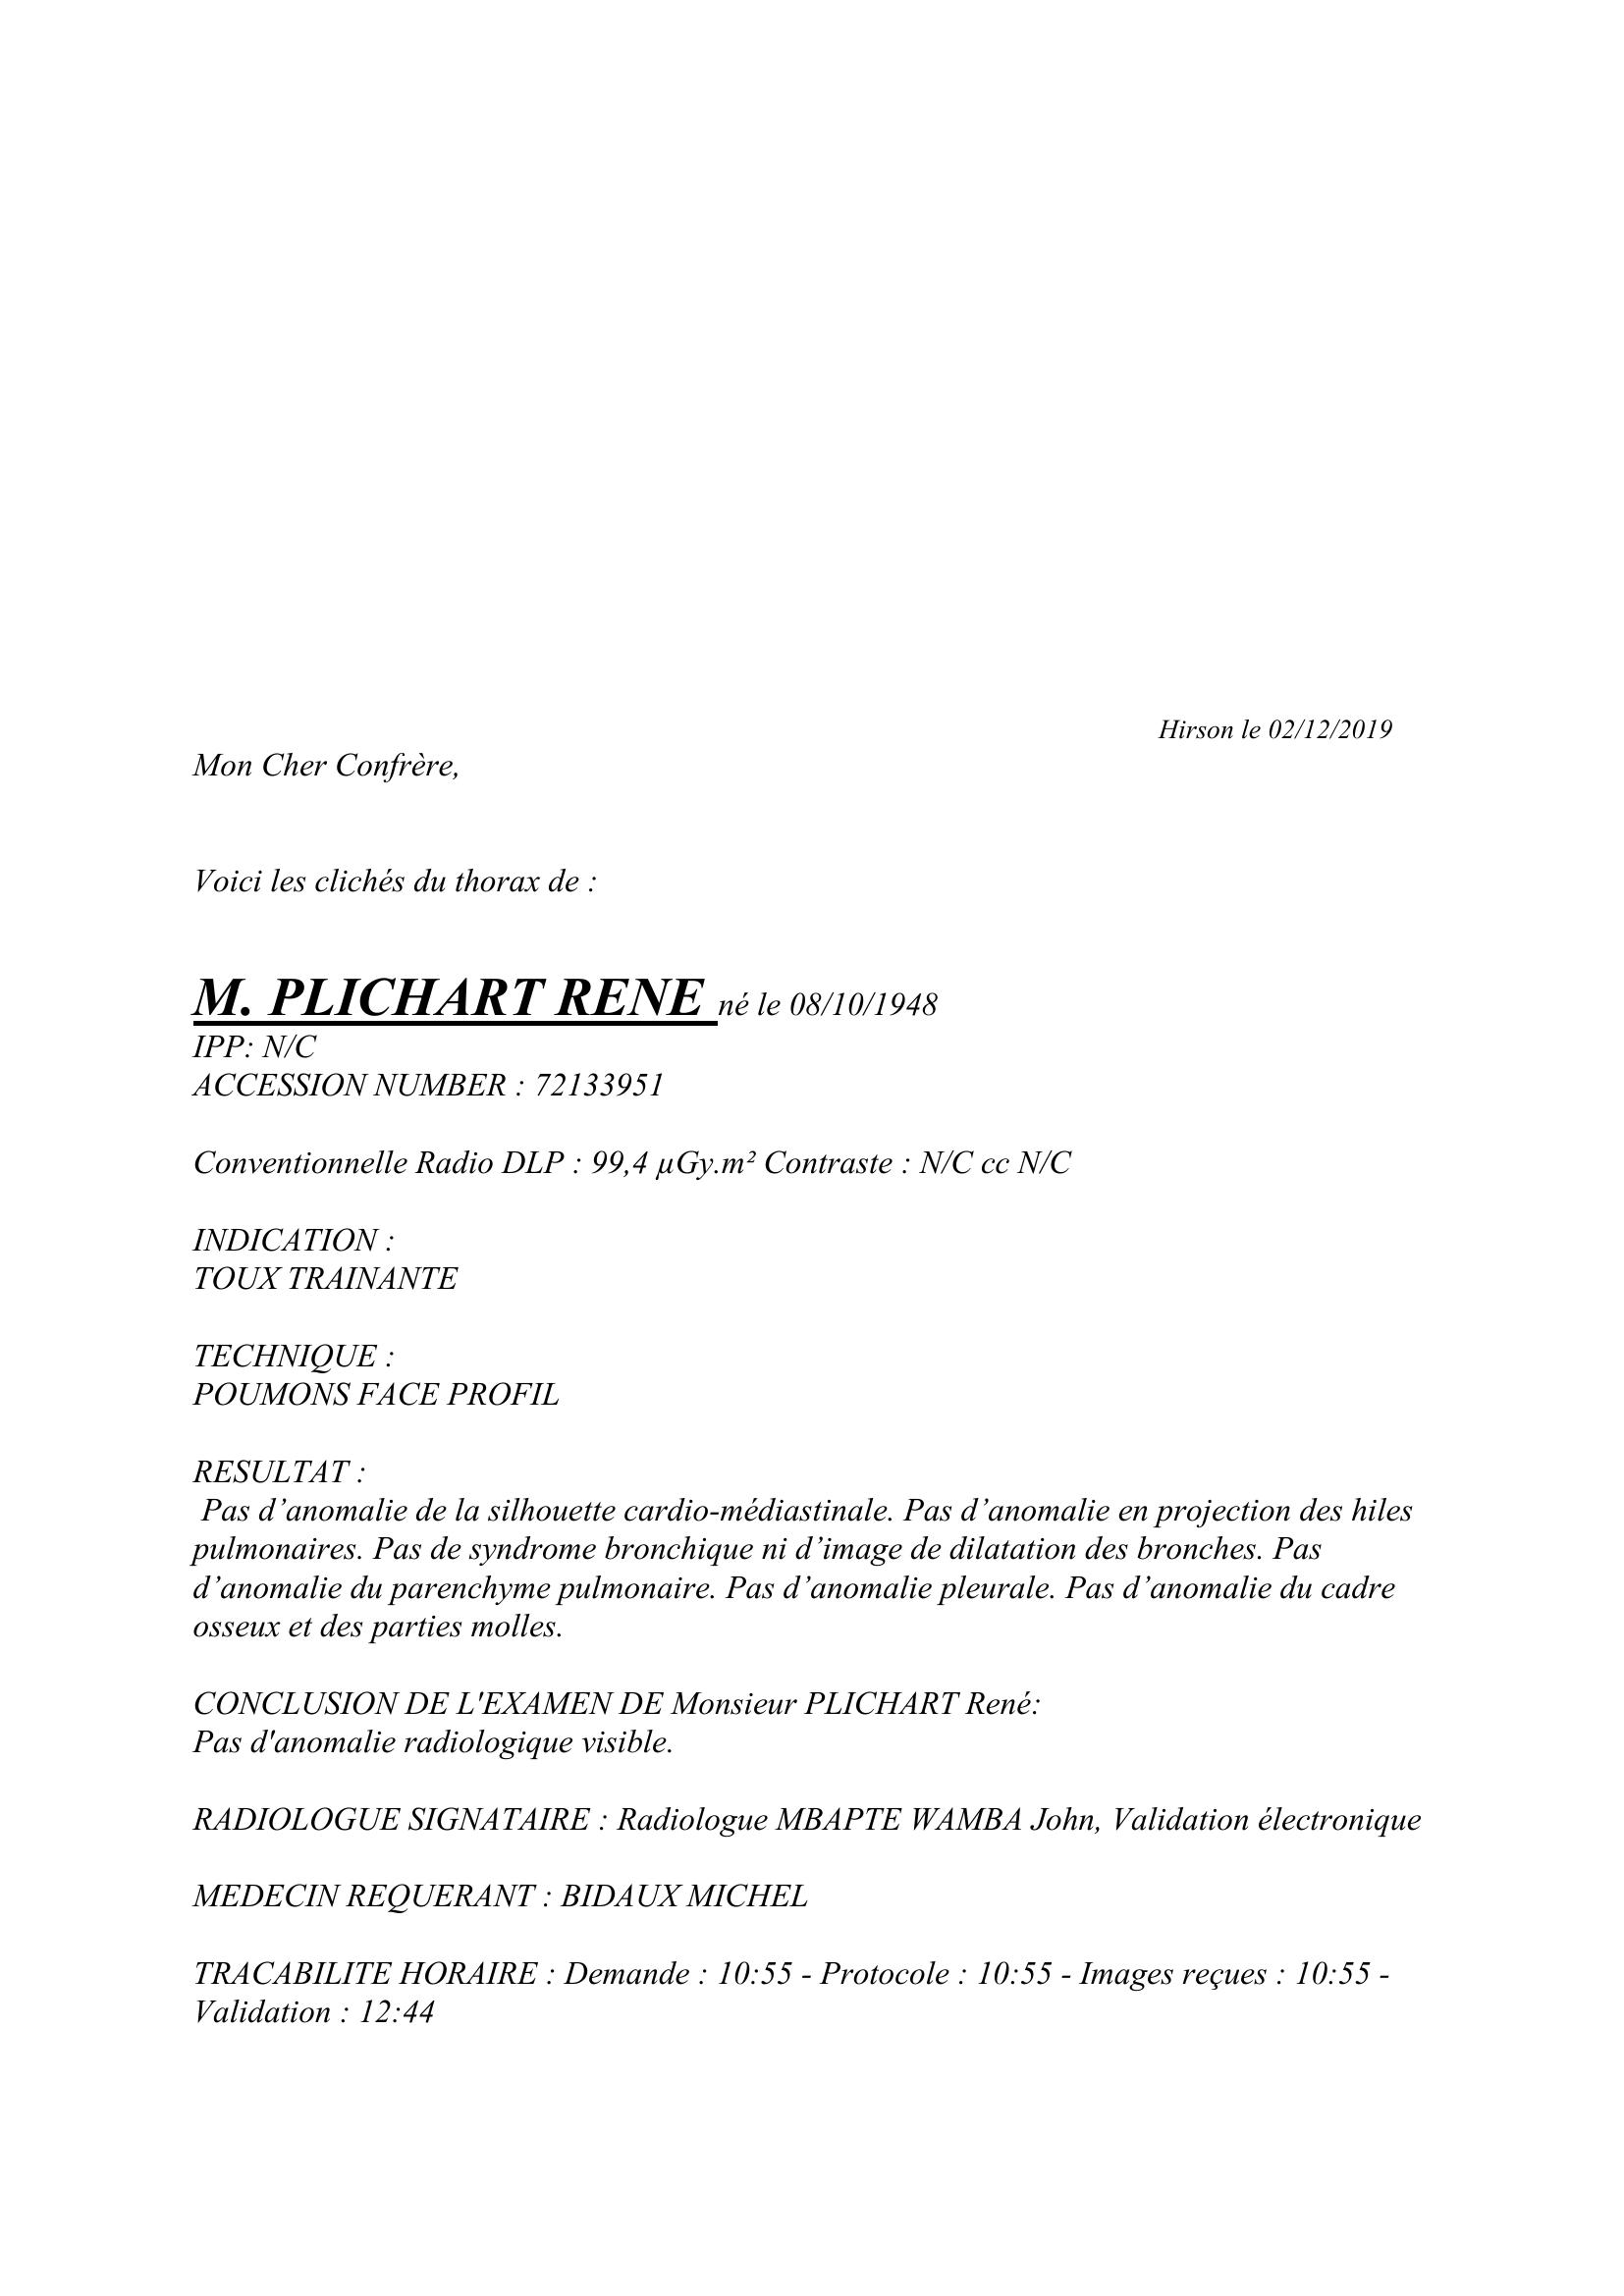 Hirson le 02/12/2019
Mon Cher Confrère,
Voici les clichés du thorax de :
M. PLICHART RENE né le 08/10/1948
IPP: N/C
ACCESSION NUMBER : 72133951
Conventionnelle Radio DLP : 99,4 µGy.m² Contraste : N/C cc N/C
INDICATION :
TOUX TRAINANTE
TECHNIQUE :
POUMONS FACE PROFIL
RESULTAT :
Pas d’anomalie de la silhouette cardio-médiastinale. Pas d’anomalie en projection des hiles
pulmonaires. Pas de syndrome bronchique ni d’image de dilatation des bronches. Pas
d’anomalie du parenchyme pulmonaire. Pas d’anomalie pleurale. Pas d’anomalie du cadre
osseux et des parties molles.
CONCLUSION DE L'EXAMEN DE Monsieur PLICHART René:
Pas d'anomalie radiologique visible.
RADIOLOGUE SIGNATAIRE : Radiologue MBAPTE WAMBA John, Validation électronique
MEDECIN REQUERANT : BIDAUX MICHEL
TRACABILITE HORAIRE : Demande : 10:55 - Protocole : 10:55 - Images reçues : 10:55 -
Validation : 12:44